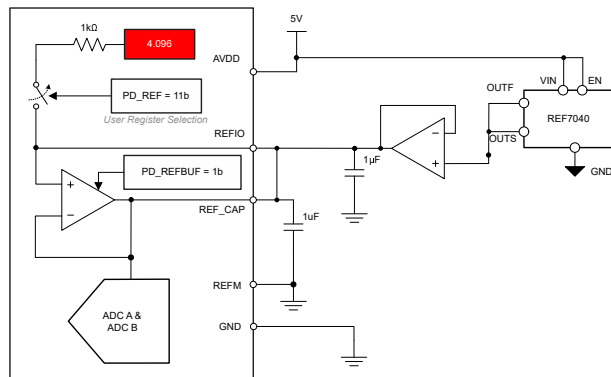 1kΩ
4.096
5V
AVDD
VIN
EN
OUTF
PD_REF = 11b
User Register Selection
REF7040
REFIO
OUTS
−
1µF
+
GND
PD_REFBUF = 1b
+
−
REF_CAP
1uF
REFM
ADC A &
ADC B
GND